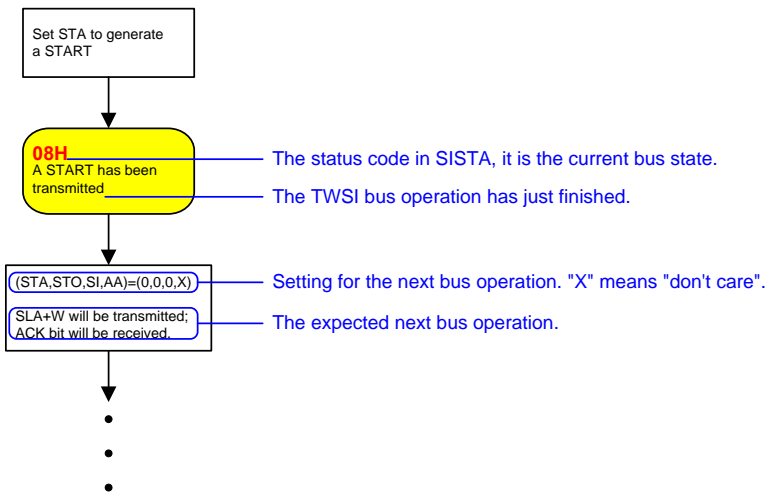 Set STA to generate
a START
08H
A START has been
transmitted
The status code in SISTA, it is the current bus state.
The TWSI bus operation has just finished.
(STA,STO,SI,AA)=(0,0,0,X)
Setting for the next bus operation. "X" means "don't care".
SLA+W will be transmitted;
ACK bit will be received.
The expected next bus operation.